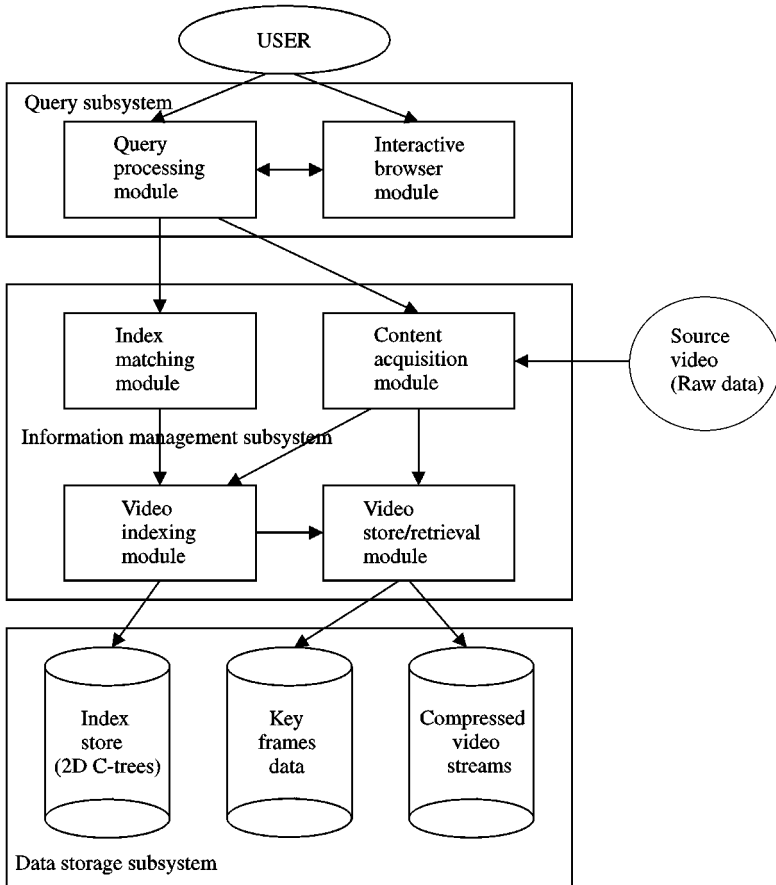 USER
Query subsystem
Query
processing
module
Interactive
browser
module
Index
matching
module
Content
acquisition
module
Source
video
(Raw data)
Information management subsystem
Video
indexing
module
Video
store/retrieval
module
Index
store
(2D C-trees)
Key
frames
data
Compressed
video
streams
Data storage subsystem